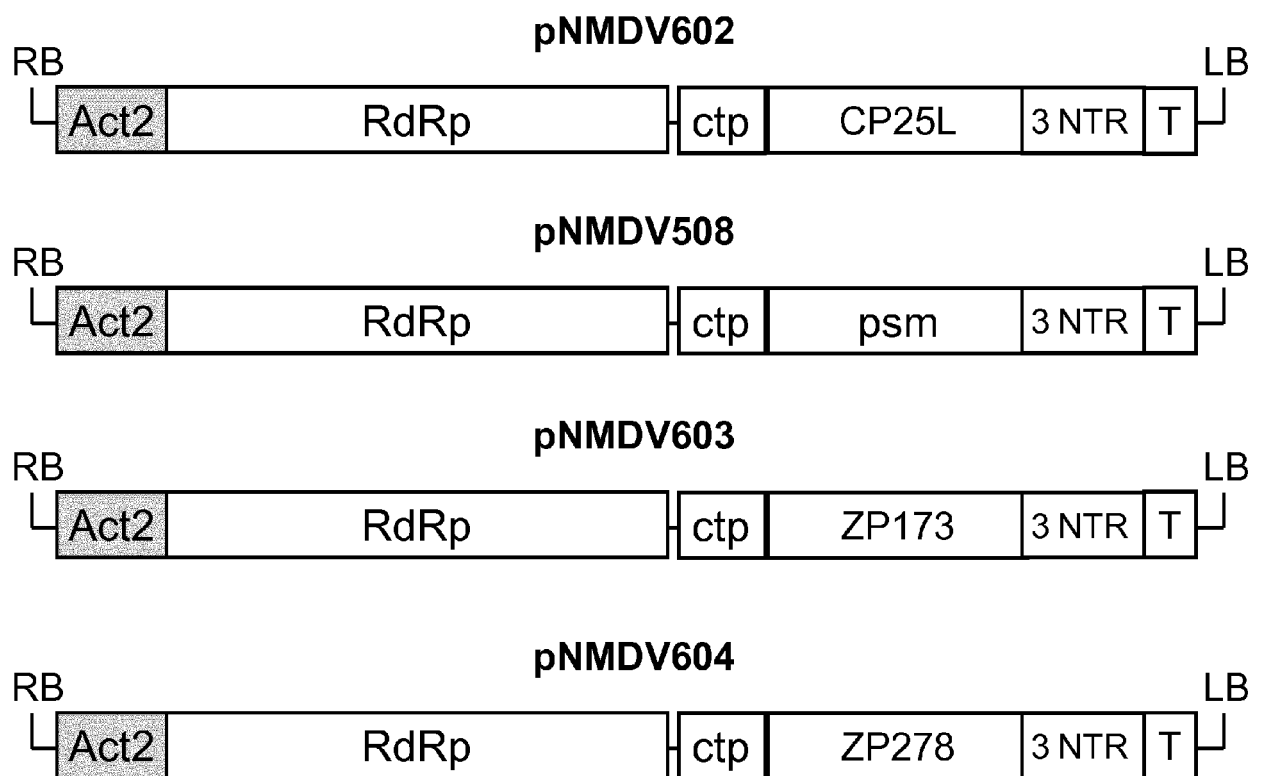 pNMDV602
RB LB
Act2 RdRp ctp CP25L 3 NTR T
pNMDV508
RB LB
Act2 RdRp ctp psm 3 NTR T
pNMDV603
RB LB
Act2 RdRp ctp ZP173 3 NTR T
pNMDV604
RB LB
Act2 RdRp ctp ZP278 3 NTR T